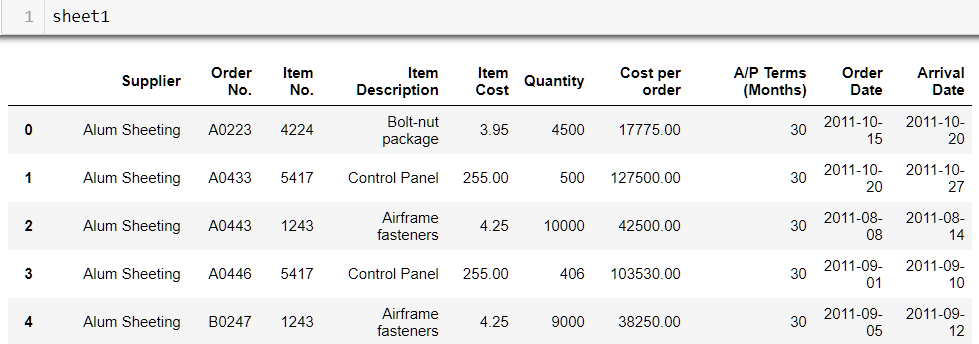 1 sheet1
Supplier Order No. Item No. Item Description Item Cost Quantity Cost per order A/P Terms (Months) Order Date Arrival Date
0 Alum Sheeting A0223 4224 Bolt-nut package 3.95 4500 17775.00 30 2011-10-15 2011-10-20
1 Alum Sheeting A0433 5417 Control Panel 255.00 500 127500.00 30 2011-10-20 2011-10-27
2 Alum Sheeting A0443 1243 Airframe fasteners 4.25 10000 42500.00 30 2011-08-08 2011-08-14
3 Alum Sheeting A0446 5417 Control Panel 255.00 406 103530.00 30 2011-09-01 2011-09-10
4 Alum Sheeting B0247 1243 Airframe fasteners 4.25 9000 38250.00 30 2011-09-05 2011-09-12